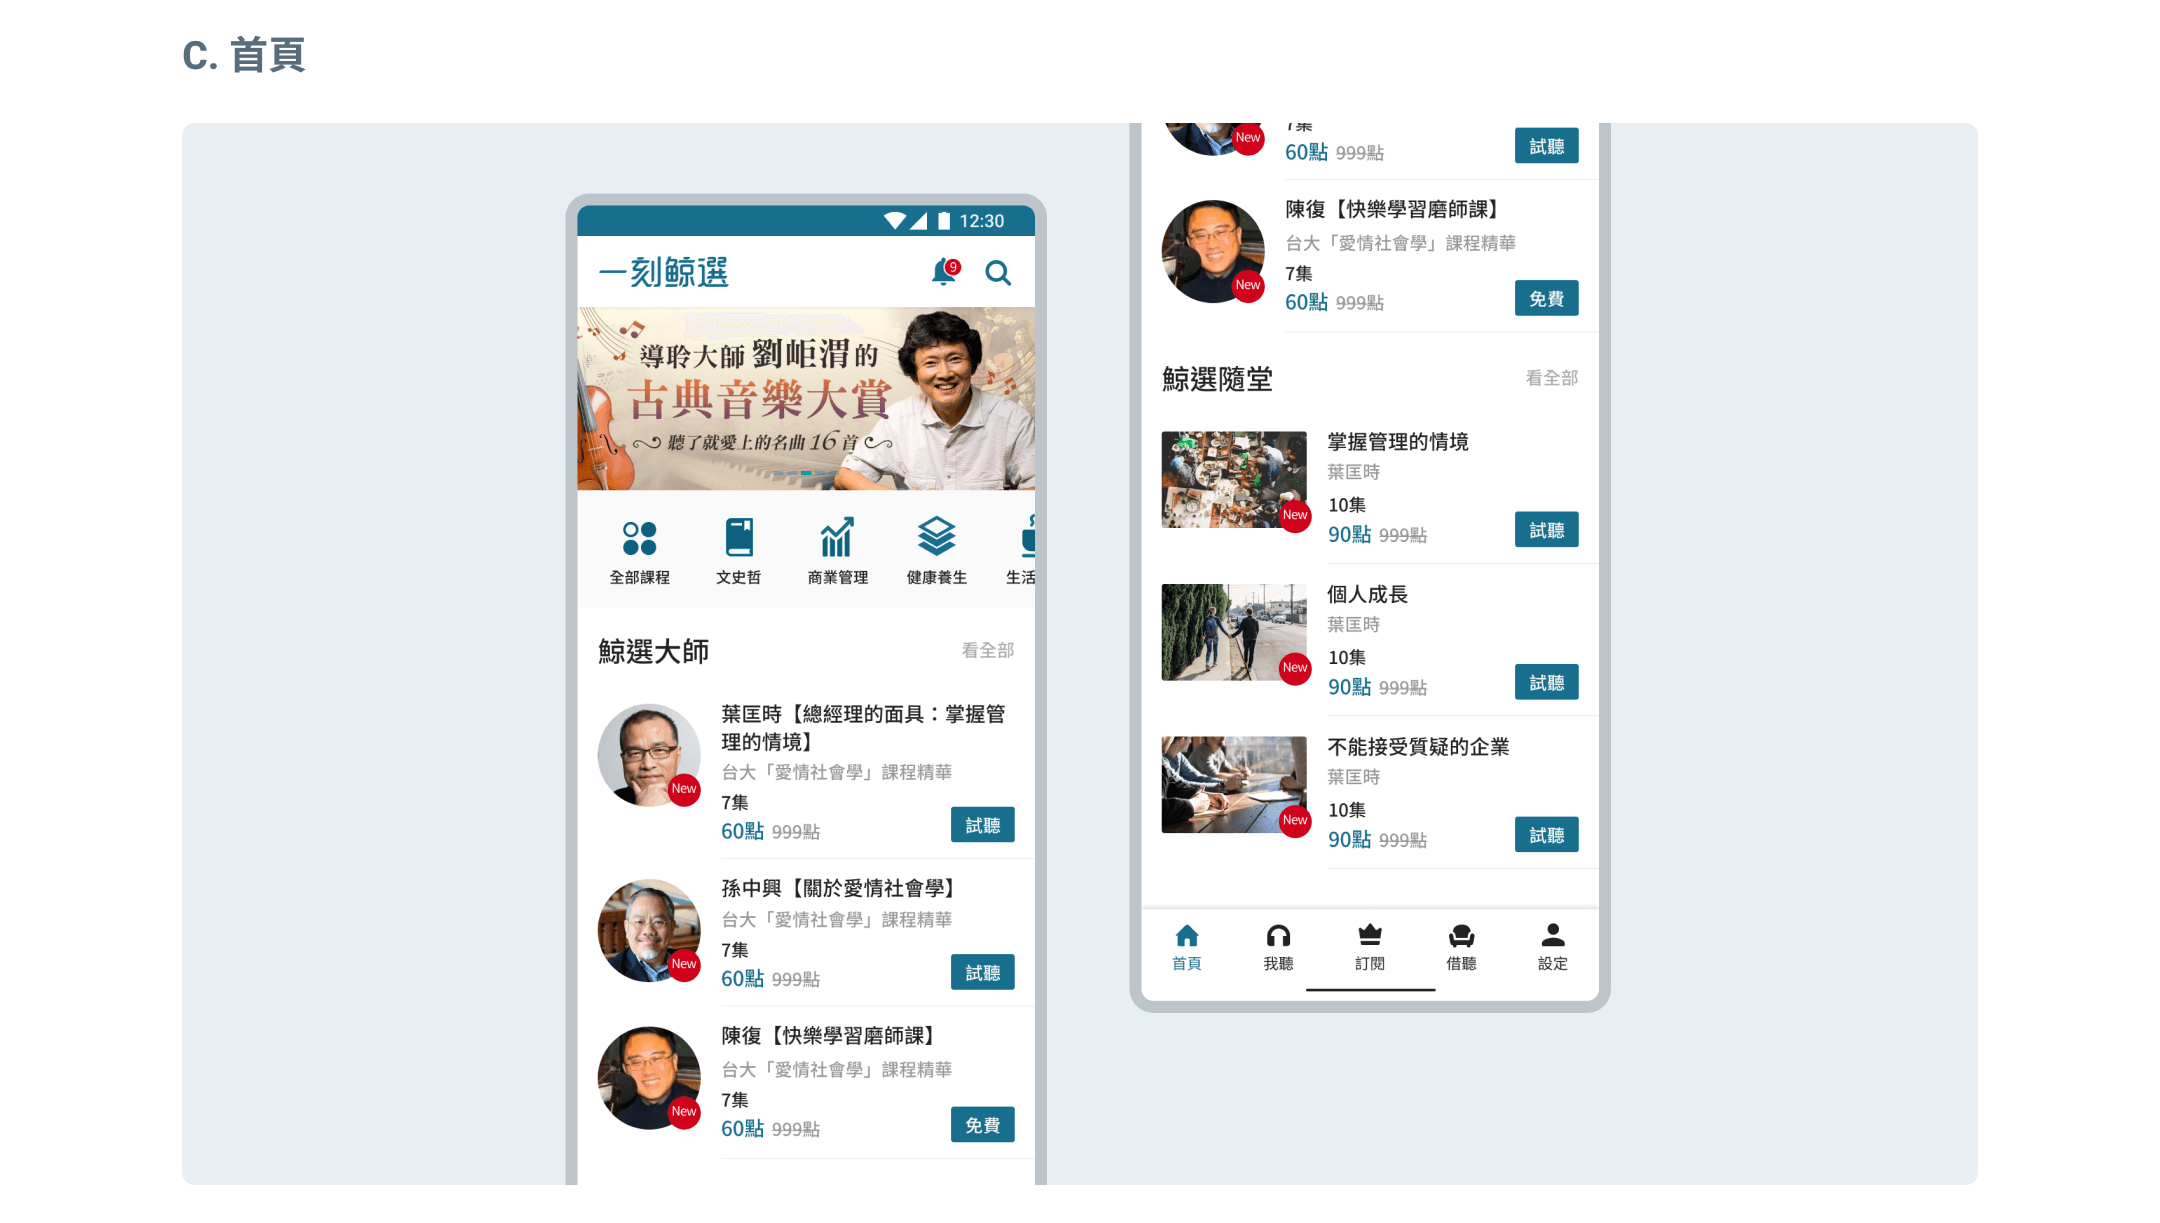 C. 首頁
12:30
一刻鯨選
9
導聆大師 劉岠渭的
古典音樂大賞
聽了就愛上的名曲16首
全部課程
文史哲
商業管理
健康養生
生活
鯨選大師
看全部
葉匡時【總經理的面具：掌握管
理的情境】
台大「愛情社會學」課程精華
New
7集
60點 999點
試聽
孫中興【關於愛情社會學】
台大「愛情社會學」課程精華
New
7集
60點 999點
試聽
陳復【快樂學習磨師課】
台大「愛情社會學」課程精華
New
7集
60點 999點
免費
7集
New
60點 999點
試聽
陳復【快樂學習磨師課】
台大「愛情社會學」課程精華
7集
New
60點 999點
免費
鯨選隨堂
看全部
掌握管理的情境
葉匡時
10集
New
90點 999點
試聽
個人成長
葉匡時
10集
New
90點 999點
試聽
不能接受質疑的企業
葉匡時
10集
New
90點 999點
試聽
首頁
我聽
訂閱
借聽
設定